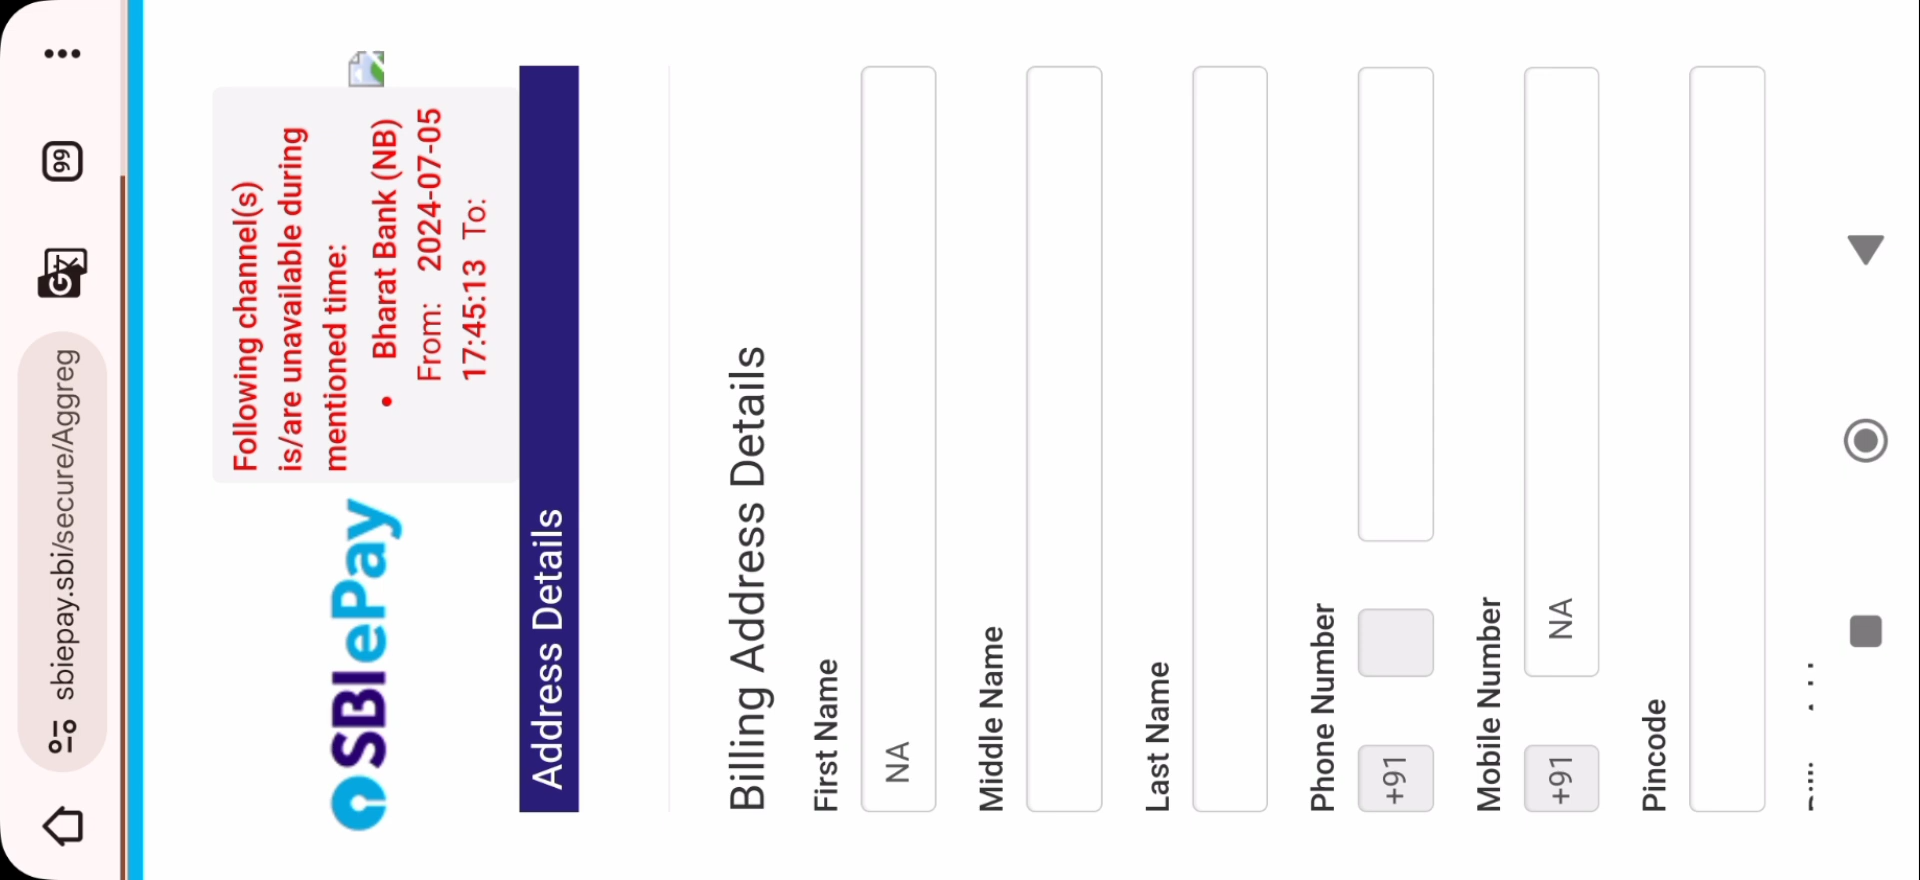 sbiepay.sbi/secure/Aggreg
99
SBIePay
Following channel(s)
is/are unavailable during
mentioned time:
• Bharat Bank (NB)
From: 2024-07-05
17:45:13 To:
Address Details
Billing Address Details
First Name
NA
Middle Name
Last Name
Phone Number
+91
Mobile Number
+91 NA
Pincode